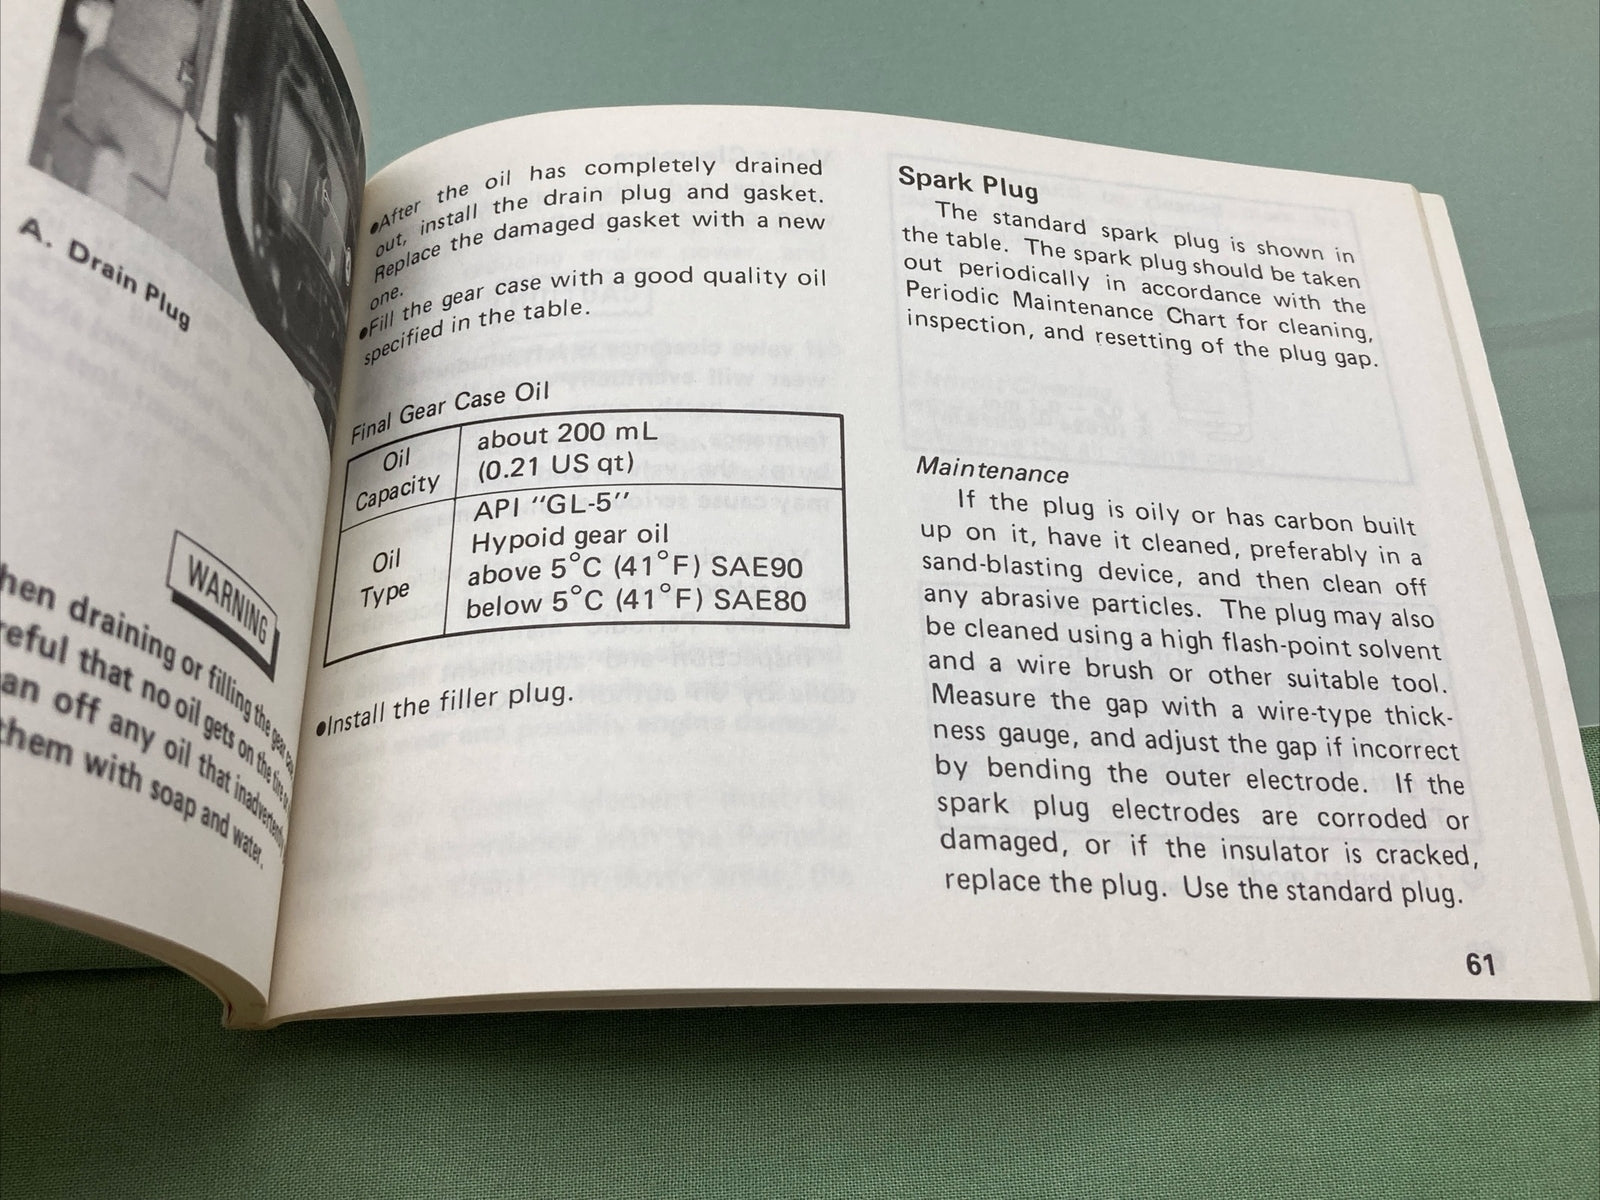 A. Drain Plug
WARNING
hen draining or filling the gear
reful that no oil gets on the tire
an off any oil that inadvertently
them with soap and water.
●After the oil has completely drained
out, install the drain plug and gasket.
Replace the damaged gasket with a new
one.
●Fill the gear case with a good quality oil
specified in the table.
Final Gear Case Oil
Oil
Capacity
about 200 mL
(0.21 US qt)
Oil
Type
API “GL-5”
Hypoid gear oil
above 5°C (41°F) SAE90
below 5°C (41°F) SAE80
●Install the filler plug.
Spark Plug
The standard spark plug is shown in
the table. The spark plug should be taken
out periodically in accordance with the
Periodic Maintenance Chart for cleaning,
inspection, and resetting of the plug gap.
Maintenance
If the plug is oily or has carbon built
up on it, have it cleaned, preferably in a
sand-blasting device, and then clean off
any abrasive particles. The plug may also
be cleaned using a high flash-point solvent
and a wire brush or other suitable tool.
Measure the gap with a wire-type thick-
ness gauge, and adjust the gap if incorrect
by bending the outer electrode. If the
spark plug electrodes are corroded or
damaged, or if the insulator is cracked,
replace the plug. Use the standard plug.
61